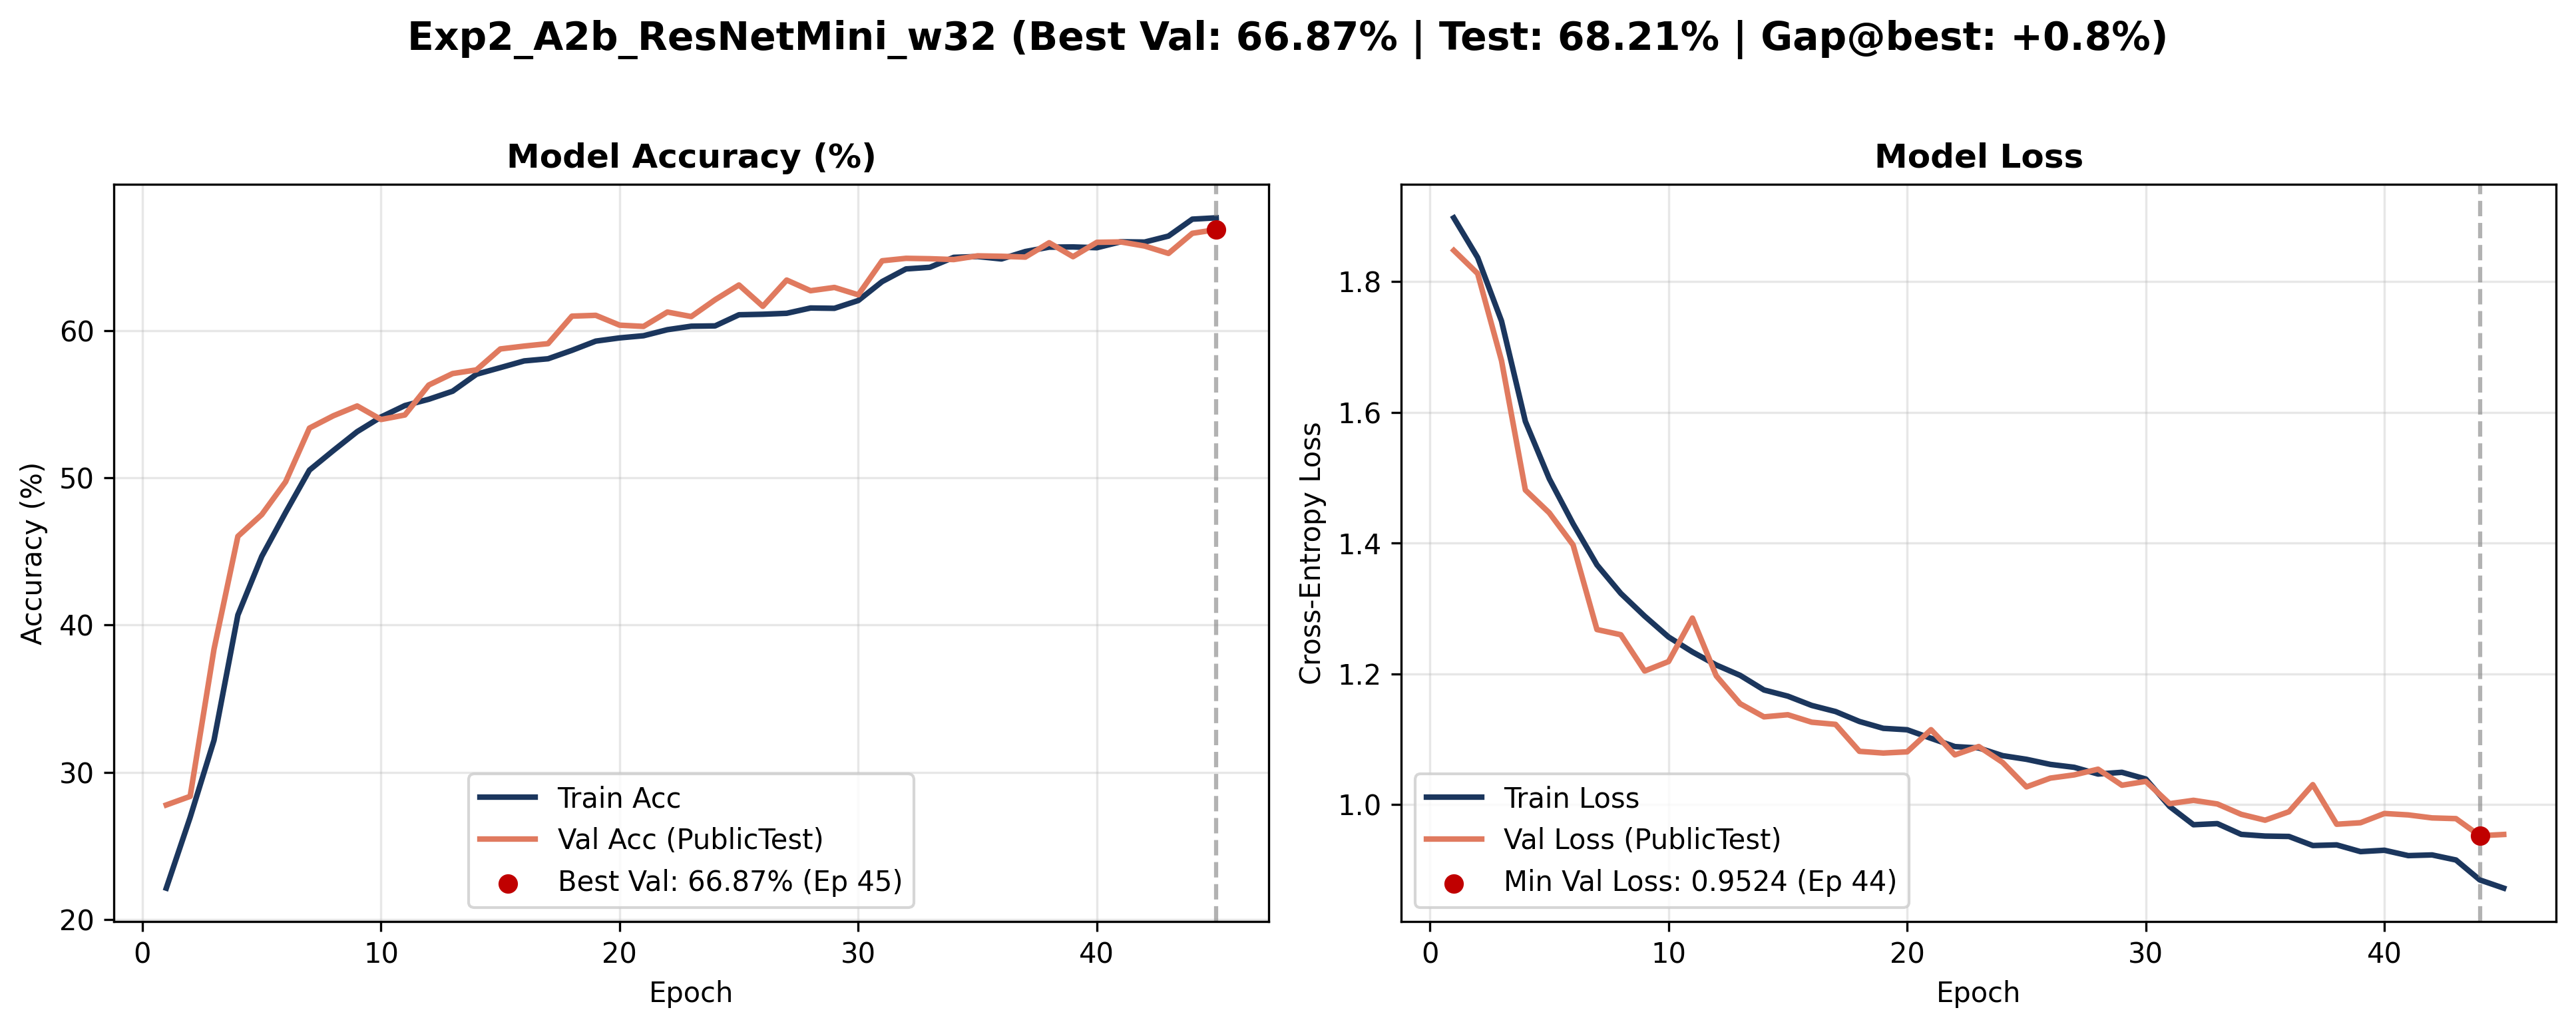 Exp2_A2b_ResNetMini_w32 (Best Val: 66.87% | Test: 68.21% | Gap@best: +0.8%)
Model Accuracy (%)
Accuracy (%)
60
50
40
30
20
0 10 20 30 40
Epoch
Train Acc
Val Acc (PublicTest)
Best Val: 66.87% (Ep 45)
Model Loss
Cross-Entropy Loss
1.8
1.6
1.4
1.2
1.0
0 10 20 30 40
Epoch
Train Loss
Val Loss (PublicTest)
Min Val Loss: 0.9524 (Ep 44)